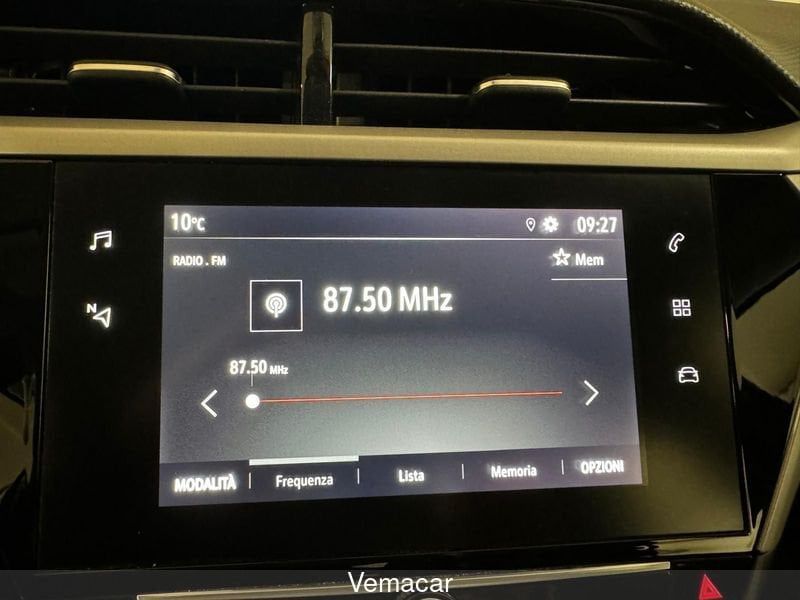 10°C 09:27
RADIO . FM
Mem
87.50 MHz
87.50 MHz
N
MODALITÀ Frequenza Lista Memoria OPZIONI
Vemacar